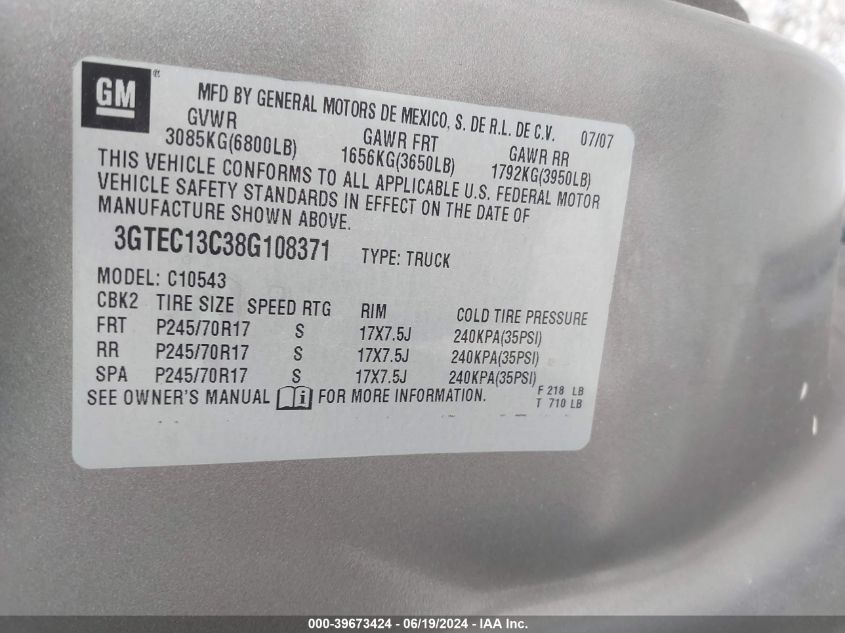 GM ®
MFD BY GENERAL MOTORS DE MEXICO, S. DE R.L. DE C.V. 07/07
GVWR GAWR FRT GAWR RR
3085KG(6800LB) 1656KG(3650LB) 1792KG(3950LB)
THIS VEHICLE CONFORMS TO ALL APPLICABLE U.S. FEDERAL MOTOR
VEHICLE SAFETY STANDARDS IN EFFECT ON THE DATE OF
MANUFACTURE SHOWN ABOVE.
3GTEC13C38G108371 TYPE: TRUCK
MODEL: C10543
CBK2 TIRE SIZE SPEED RTG RIM COLD TIRE PRESSURE
FRT P245/70R17 S 17X7.5J 240KPA(35PSI)
RR P245/70R17 S 17X7.5J 240KPA(35PSI)
SPA P245/70R17 S 17X7.5J 240KPA(35PSI)
SEE OWNER'S MANUAL i FOR MORE INFORMATION. F 218 LB
T 710 LB
000-39673424 - 06/19/2024 - IAA Inc.